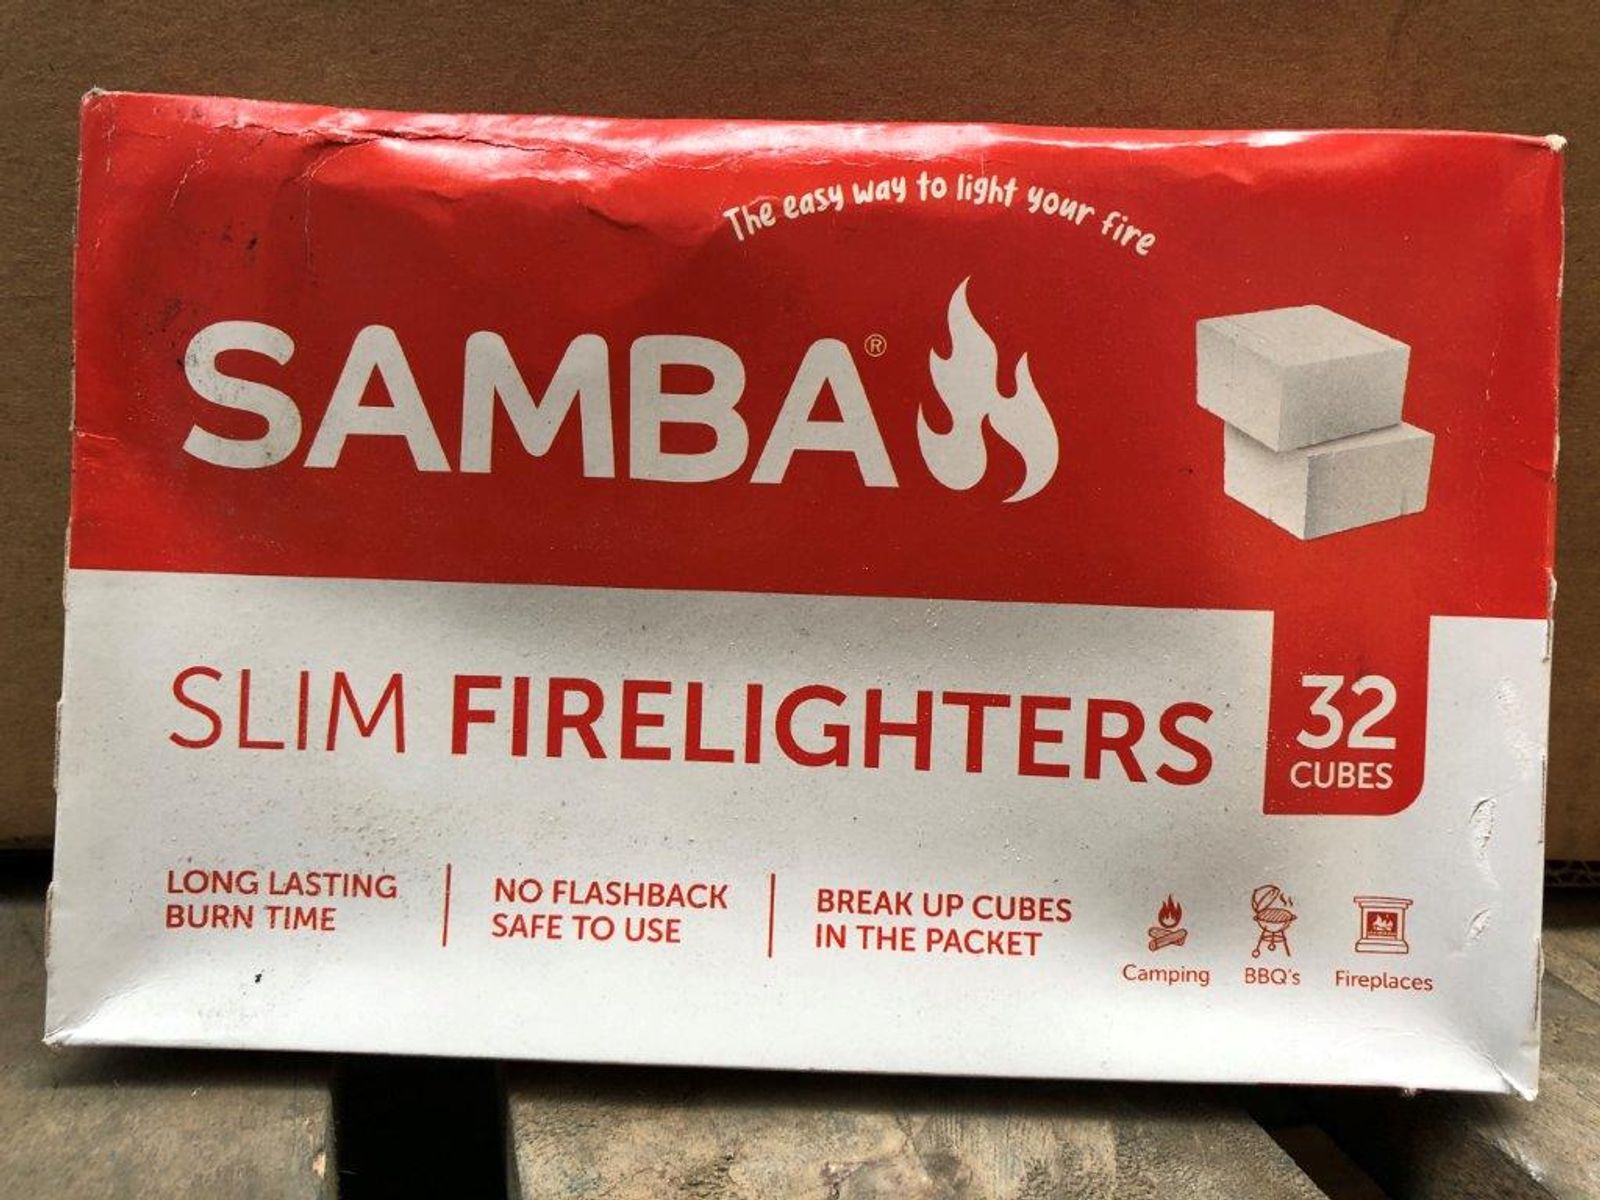 The easy way to light your fire
SAMBA®
SLIM FIRELIGHTERS
32
CUBES
LONG LASTING
BURN TIME
NO FLASHBACK
SAFE TO USE
BREAK UP CUBES
IN THE PACKET
Camping
BBQ's
Fireplaces